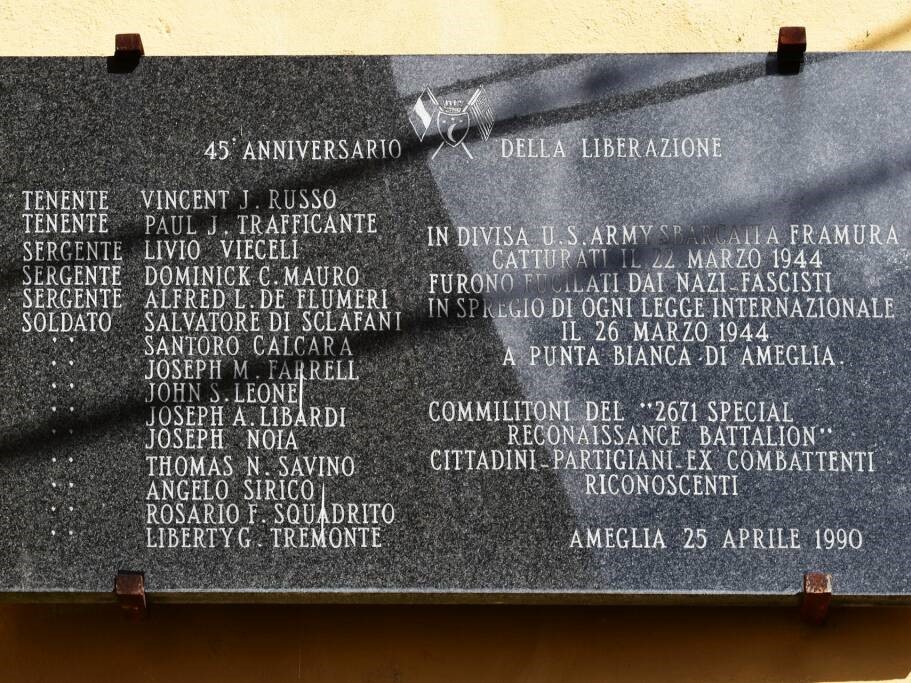 45° ANNIVERSARIO DELLA LIBERAZIONE
TENENTE VINCENT J. RUSSO
TENENTE PAUL J. TRAFFICANTE
SERGENTE LIVIO VIECELI
SERGENTE DOMINICK C. MAURO
SERGENTE ALFRED L. DE FLUMERI
SOLDATO SALVATORE DI SCLAFANI
" SANTORO CALCARA
" JOSEPH M. FARRELL
" JOHN S. LEONE
" JOSEPH A. LIBARDI
" JOSEPH NOIA
" THOMAS N. SAVINO
" ANGELO SIRICO
" ROSARIO F. SQUADRITO
" LIBERTY G. TREMONTE
IN DIVISA U.S. ARMY SBARCATI A FRAMURA
CATTURATI IL 22 MARZO 1944
FURONO FUCILATI DAI NAZI-FASCISTI
IN SPREGIO DI OGNI LEGGE INTERNAZIONALE
IL 26 MARZO 1944
A PUNTA BIANCA DI AMEGLIA.
COMMILITONI DEL "2671 SPECIAL
RECONAISSANCE BATTALION"
CITTADINI-PARTIGIANI-EX COMBATTENTI
RICONOSCENTI
AMEGLIA 25 APRILE 1990